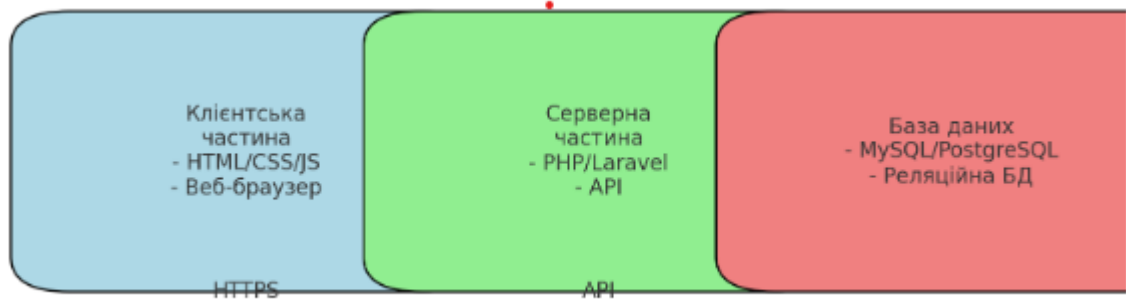 Клієнтська
частина
- HTML/CSS/JS
- Веб-браузер
Серверна
частина
- PHP/Laravel
- API
База даних
- MySQL/PostgreSQL
- Реляційна БД
HTTPS
API